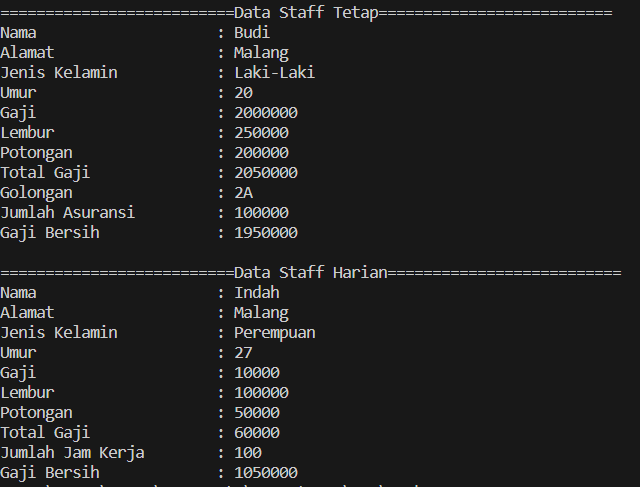 ==========================Data Staff Tetap==========================
Nama : Budi
Alamat : Malang
Jenis Kelamin : Laki-Laki
Umur : 20
Gaji : 2000000
Lembur : 250000
Potongan : 200000
Total Gaji : 2050000
Golongan : 2A
Jumlah Asuransi : 100000
Gaji Bersih : 1950000
==========================Data Staff Harian==========================
Nama : Indah
Alamat : Malang
Jenis Kelamin : Perempuan
Umur : 27
Gaji : 10000
Lembur : 100000
Potongan : 50000
Total Gaji : 60000
Jumlah Jam Kerja : 100
Gaji Bersih : 1050000